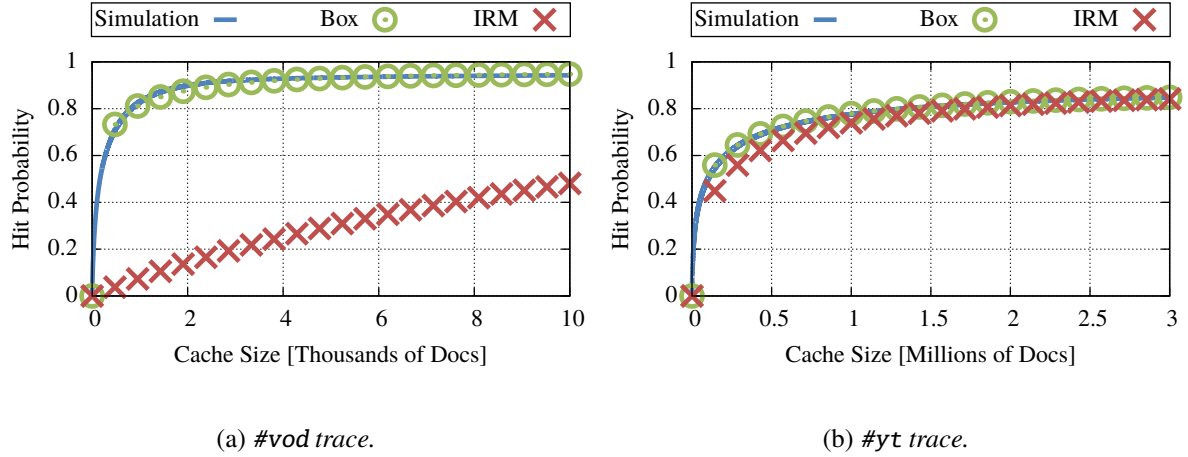 Simulation Box IRM
Hit Probability
1
0.8
0.6
0.4
0.2
0
0 2 4 6 8 10
Cache Size [Thousands of Docs]
(a) #vod trace.
Simulation Box IRM
Hit Probability
1
0.8
0.6
0.4
0.2
0
0 0.5 1 1.5 2 2.5 3
Cache Size [Millions of Docs]
(b) #yt trace.